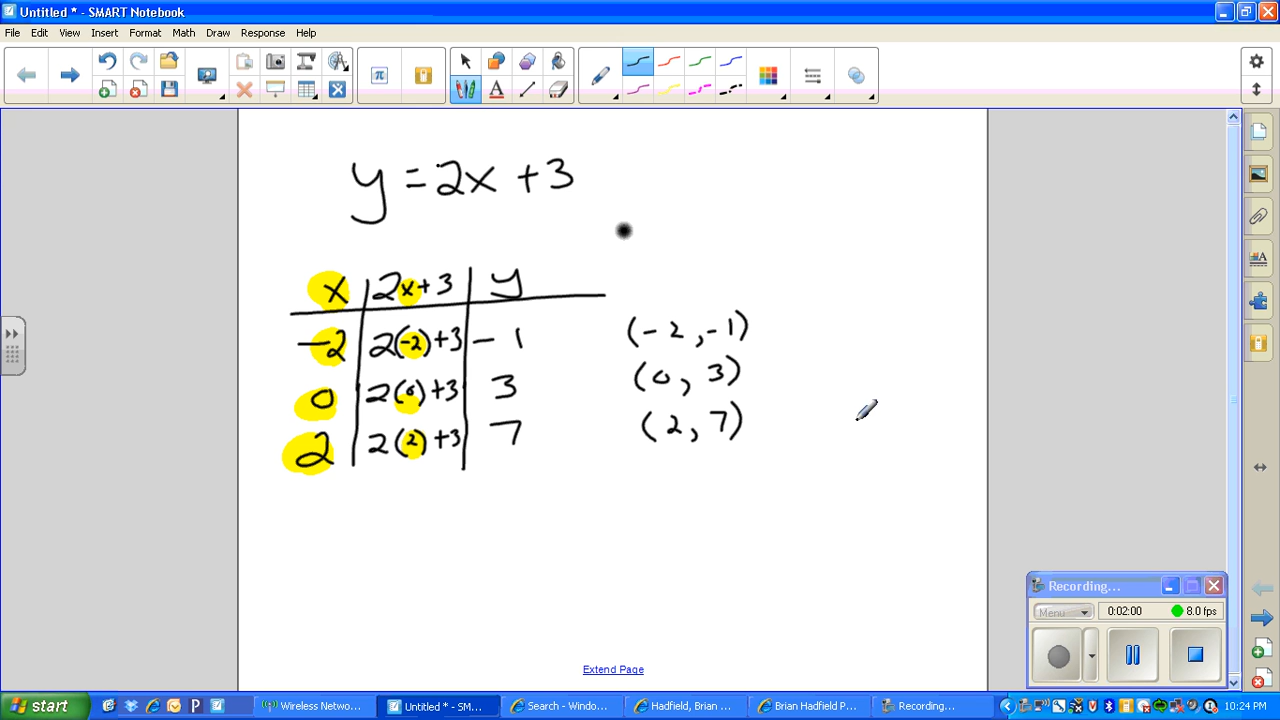 Untitled * - SMART Notebook
File Edit View Insert Format Math Draw Response Help
π
A
y = 2x + 3
x | 2x + 3 | y
-2 | 2(-2) + 3 | -1
0 | 2(0) + 3 | 3
2 | 2(2) + 3 | 7
(-2, -1)
(0, 3)
(2, 7)
Extend Page
Recording...
Menu 0:02:00 8.0 fps
start Wireless Netwo... Untitled * - SM... Search - Windo... Hadfield, Brian ... Brian Hadfield P... Recording... 10:24 PM